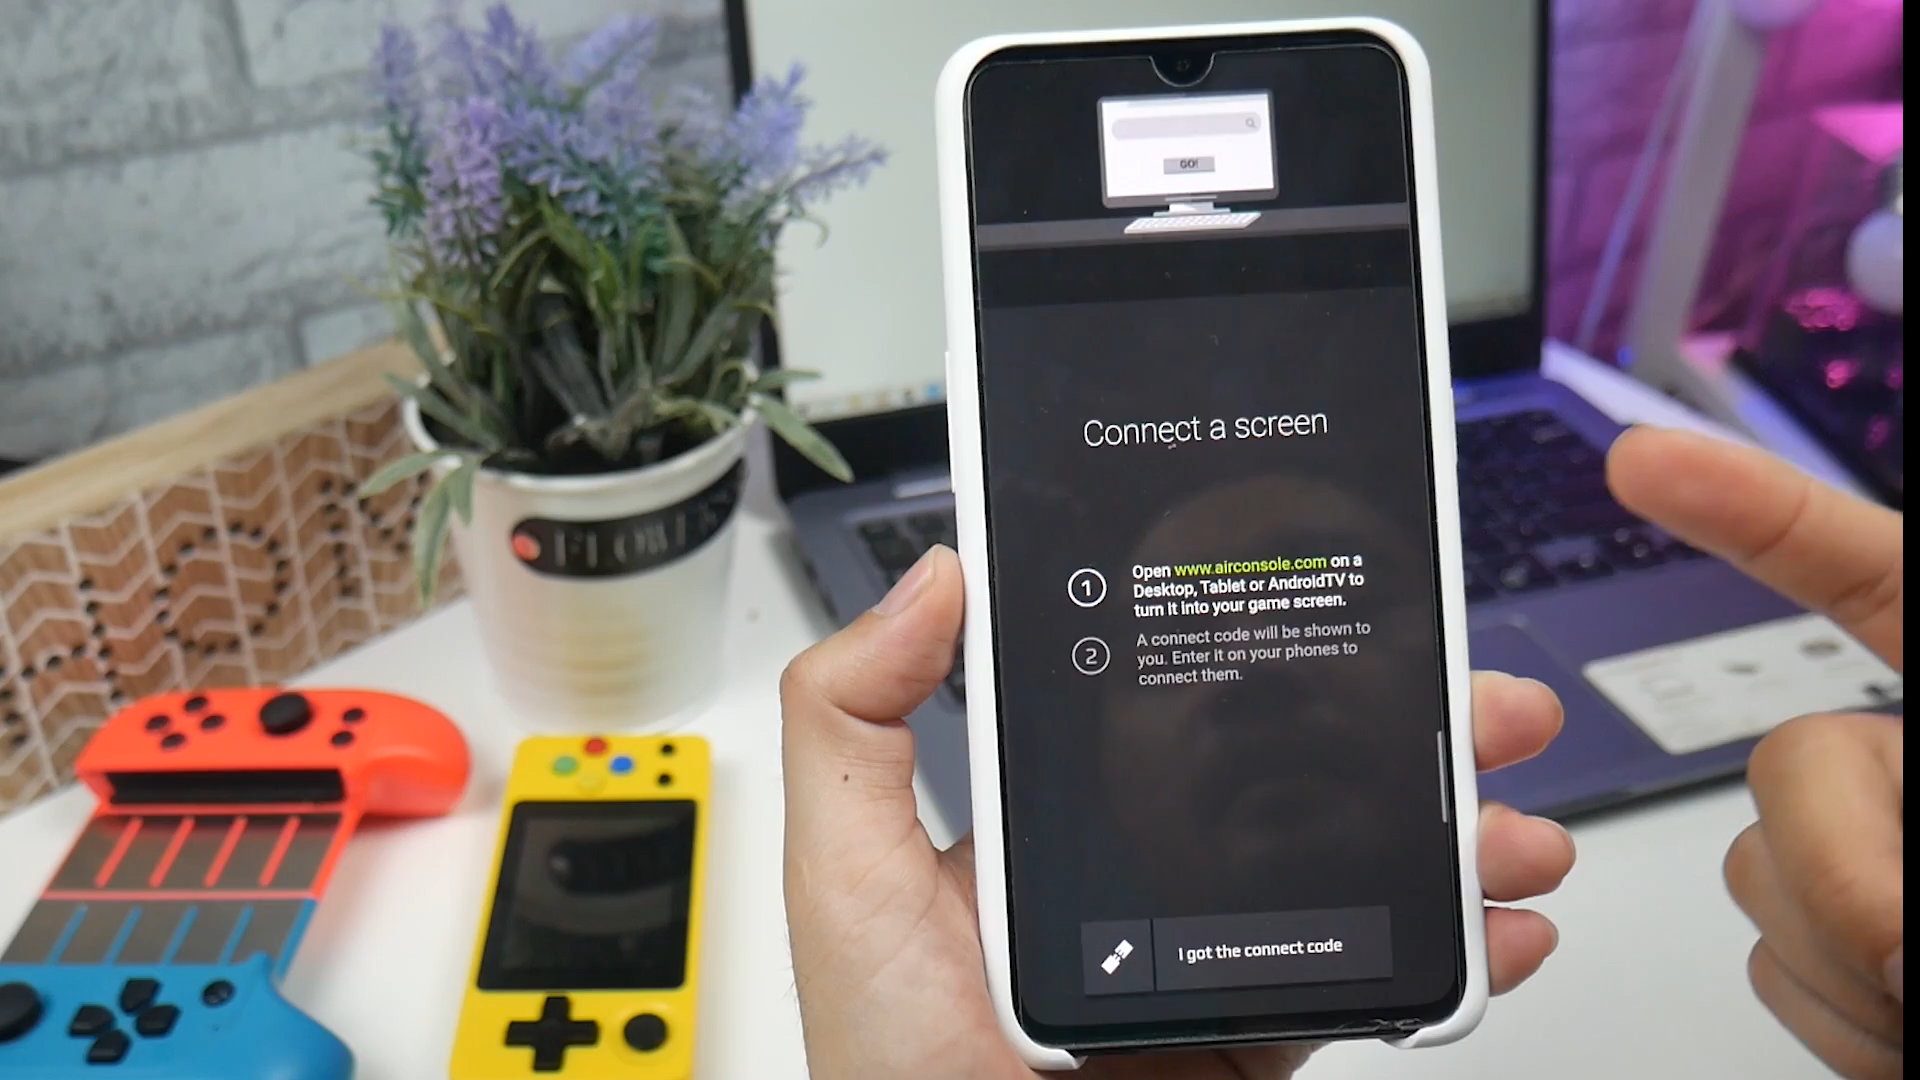 GO!
Connect a screen
1
Open www.airconsole.com on a
Desktop, Tablet or AndroidTV to
turn it into your game screen.
2
A connect code will be shown to
you. Enter it on your phones to
connect them.
I got the connect code